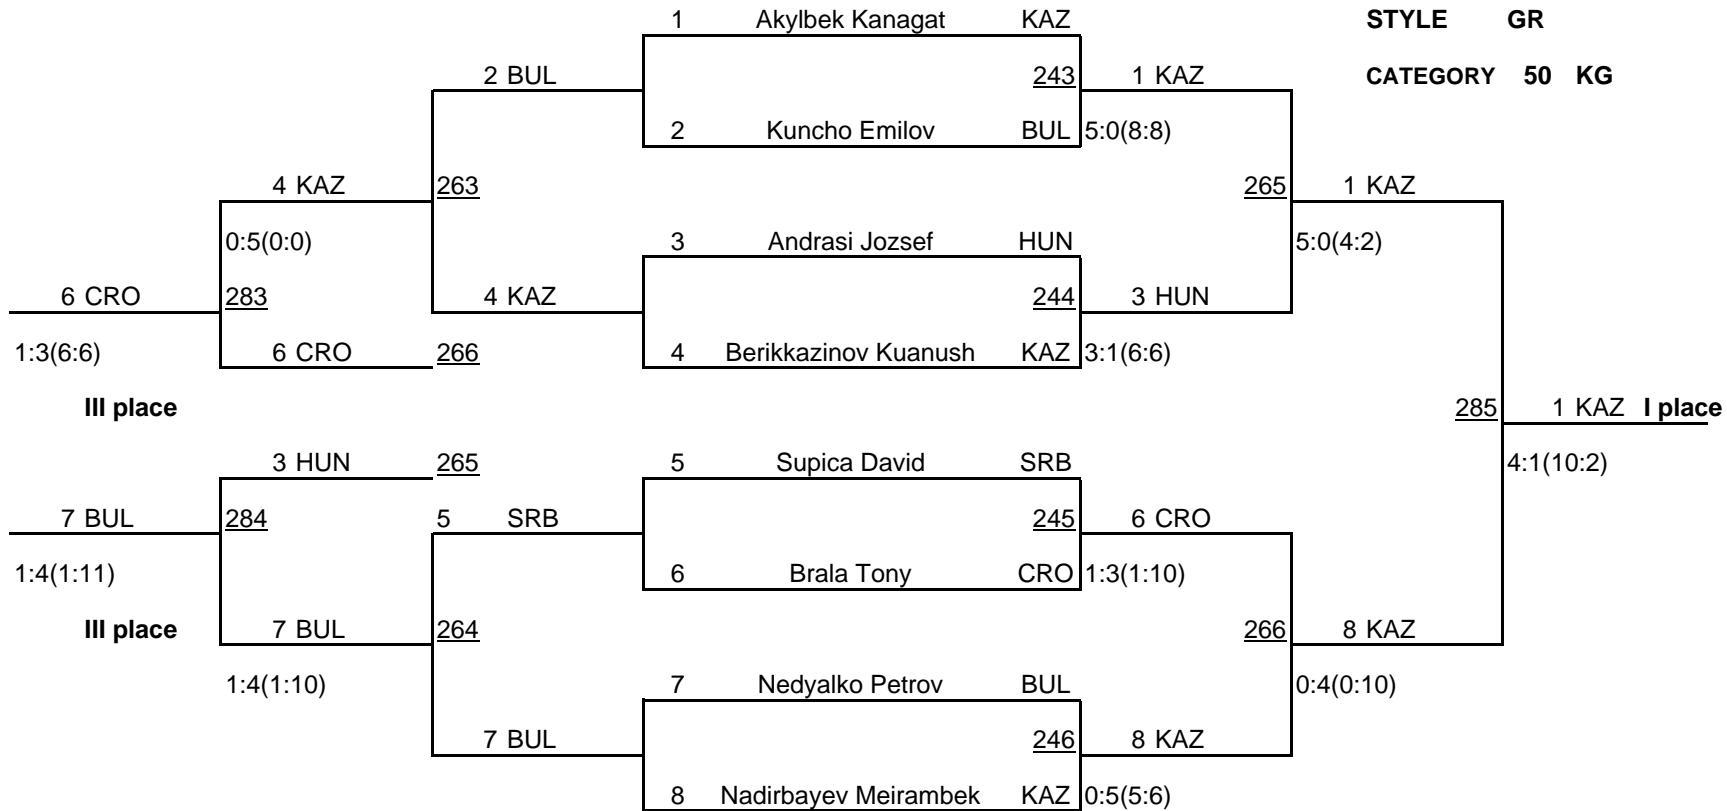 1 Akylbek Kanagat KAZ STYLE GR
2 BUL 243 1 KAZ CATEGORY 50 KG
2 Kuncho Emilov BUL 5:0(8:8)
4 KAZ 263 265 1 KAZ
0:5(0:0) 3 Andrasi Jozsef HUN 5:0(4:2)
6 CRO 283 4 KAZ 244 3 HUN
1:3(6:6) 6 CRO 266 4 Berikkazinov Kuanush KAZ 3:1(6:6)
III place 285 1 KAZ I place
3 HUN 265 5 Supica David SRB 4:1(10:2)
7 BUL 284 5 SRB 245 6 CRO
1:4(1:11) 6 Brala Tony CRO 1:3(1:10)
III place 7 BUL 264 266 8 KAZ
1:4(1:10) 7 Nedyalko Petrov BUL 0:4(0:10)
7 BUL 246 8 KAZ
8 Nadirbayev Meirambek KAZ 0:5(5:6)